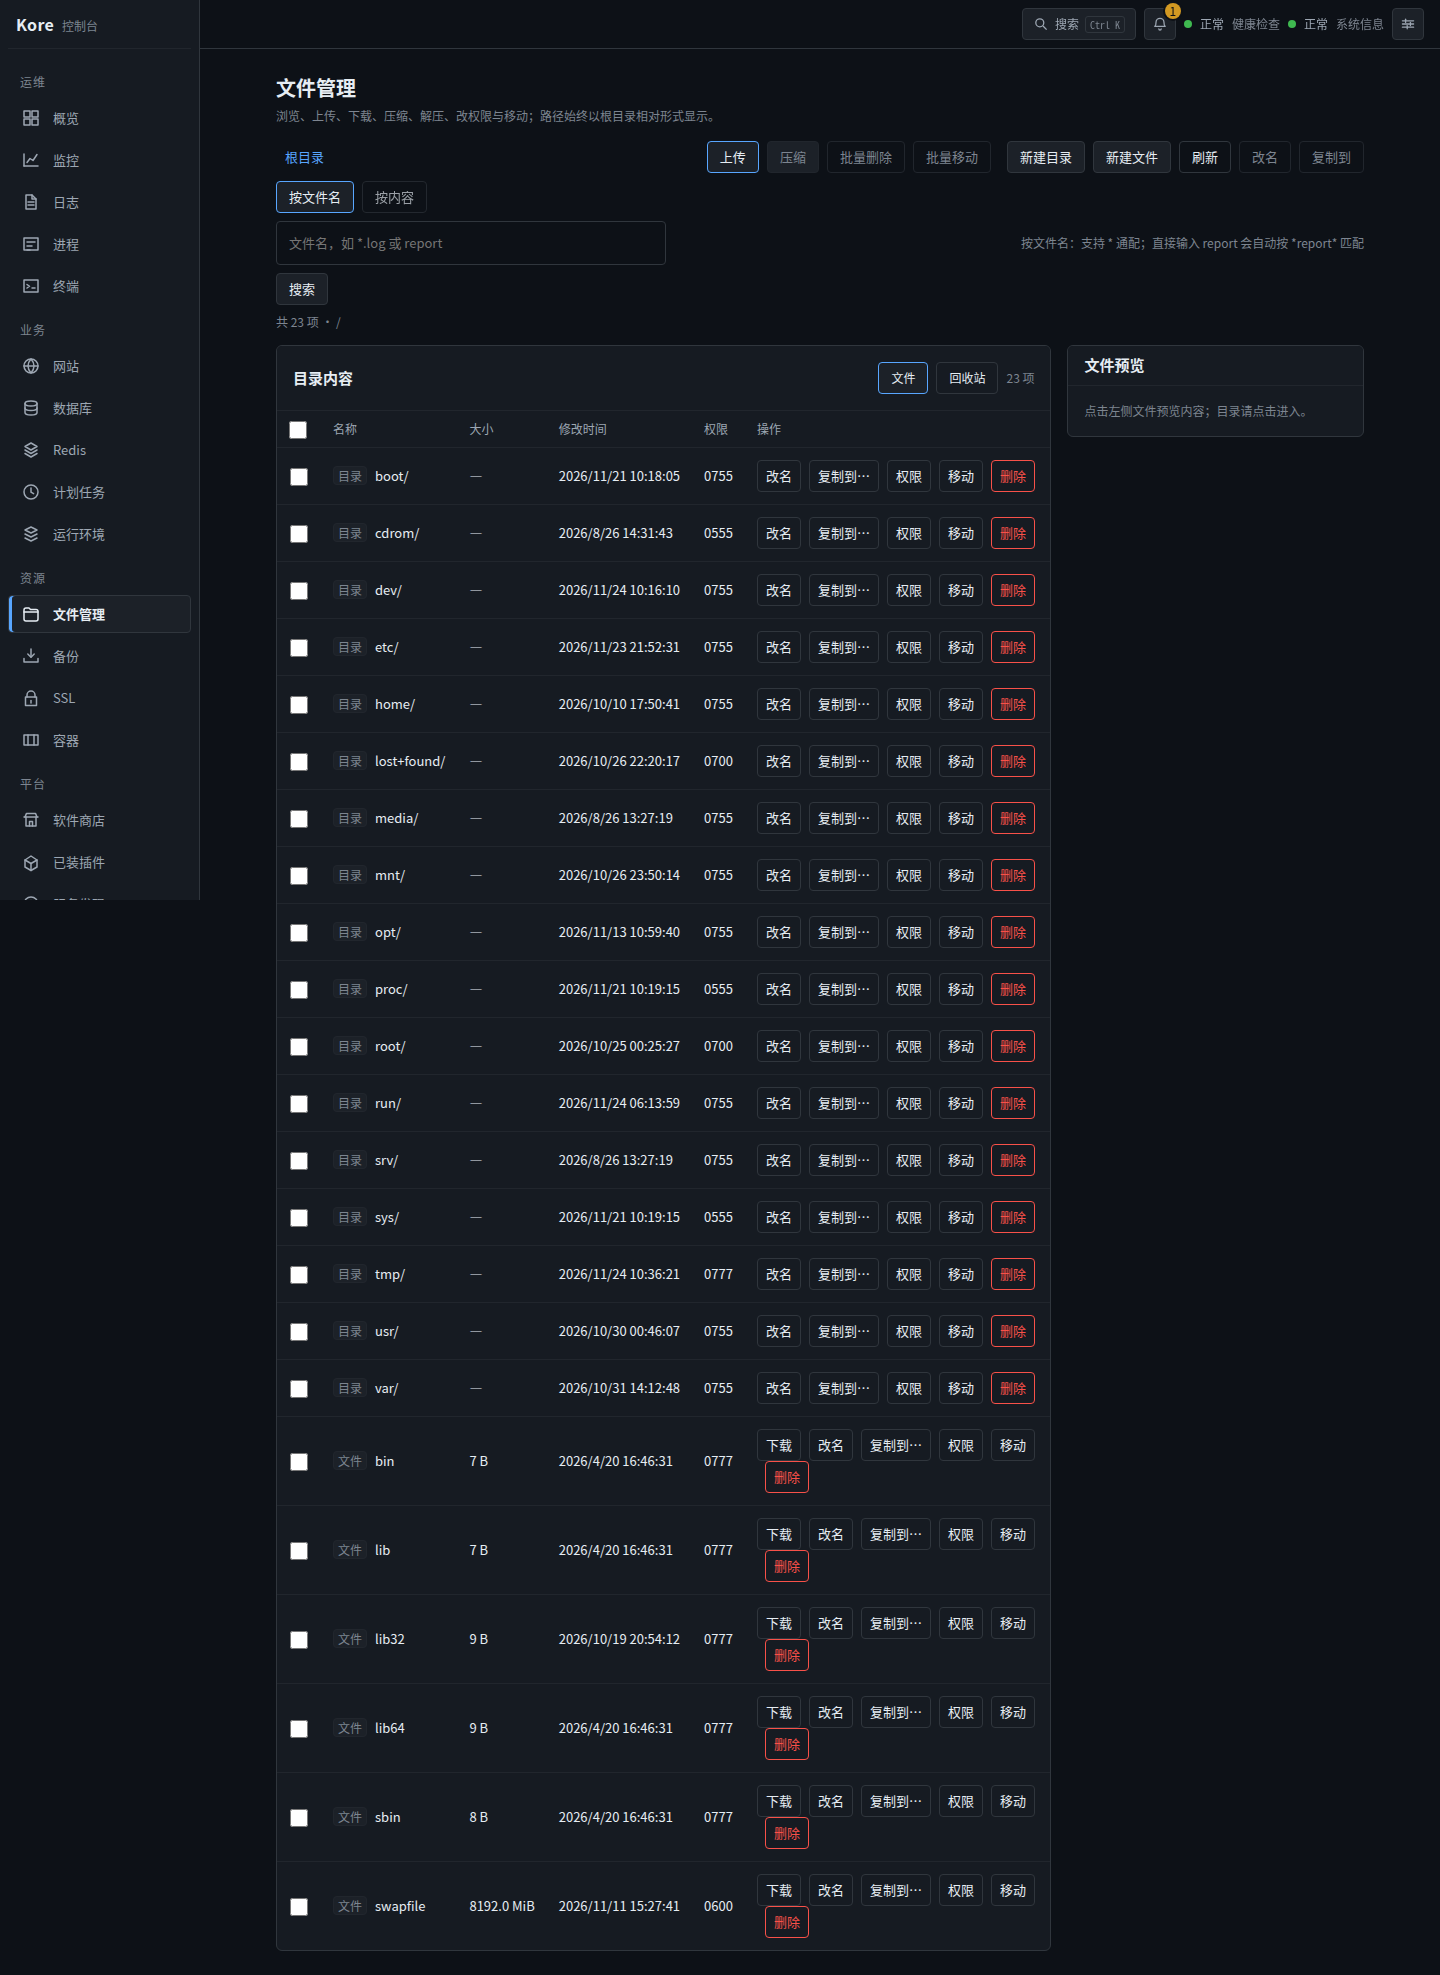 Kore 控制台
搜索 Ctrl K
1
正常 健康检查
正常 系统信息
运维
概览
监控
日志
进程
终端
业务
网站
数据库
Redis
计划任务
运行环境
资源
文件管理
备份
SSL
容器
平台
软件商店
已装插件
文件管理
浏览、上传、下载、压缩、解压、改权限与移动；路径始终以根目录相对形式显示。
根目录
上传 压缩 批量删除 批量移动 新建目录 新建文件 刷新 改名 复制到
按文件名 按内容
文件名，如 *.log 或 report
按文件名：支持 * 通配；直接输入 report 会自动按 *report* 匹配
搜索
共 23 项 · /
目录内容 文件 回收站 23 项
名称 大小 修改时间 权限 操作
目录 boot/ — 2026/11/21 10:18:05 0755 改名 复制到… 权限 移动 删除
目录 cdrom/ — 2026/8/26 14:31:43 0555 改名 复制到… 权限 移动 删除
目录 dev/ — 2026/11/24 10:16:10 0755 改名 复制到… 权限 移动 删除
目录 etc/ — 2026/11/23 21:52:31 0755 改名 复制到… 权限 移动 删除
目录 home/ — 2026/10/10 17:50:41 0755 改名 复制到… 权限 移动 删除
目录 lost+found/ — 2026/10/26 22:20:17 0700 改名 复制到… 权限 移动 删除
目录 media/ — 2026/8/26 13:27:19 0755 改名 复制到… 权限 移动 删除
目录 mnt/ — 2026/10/26 23:50:14 0755 改名 复制到… 权限 移动 删除
目录 opt/ — 2026/11/13 10:59:40 0755 改名 复制到… 权限 移动 删除
目录 proc/ — 2026/11/21 10:19:15 0555 改名 复制到… 权限 移动 删除
目录 root/ — 2026/10/25 00:25:27 0700 改名 复制到… 权限 移动 删除
目录 run/ — 2026/11/24 06:13:59 0755 改名 复制到… 权限 移动 删除
目录 srv/ — 2026/8/26 13:27:19 0755 改名 复制到… 权限 移动 删除
目录 sys/ — 2026/11/21 10:19:15 0555 改名 复制到… 权限 移动 删除
目录 tmp/ — 2026/11/24 10:36:21 0777 改名 复制到… 权限 移动 删除
目录 usr/ — 2026/10/30 00:46:07 0755 改名 复制到… 权限 移动 删除
目录 var/ — 2026/10/31 14:12:48 0755 改名 复制到… 权限 移动 删除
文件 bin 7 B 2026/4/20 16:46:31 0777 下载 改名 复制到… 权限 移动
删除
文件 lib 7 B 2026/4/20 16:46:31 0777 下载 改名 复制到… 权限 移动
删除
文件 lib32 9 B 2026/10/19 20:54:12 0777 下载 改名 复制到… 权限 移动
删除
文件 lib64 9 B 2026/4/20 16:46:31 0777 下载 改名 复制到… 权限 移动
删除
文件 sbin 8 B 2026/4/20 16:46:31 0777 下载 改名 复制到… 权限 移动
删除
文件 swapfile 8192.0 MiB 2026/11/11 15:27:41 0600 下载 改名 复制到… 权限 移动
删除
文件预览
点击左侧文件预览内容；目录请点击进入。